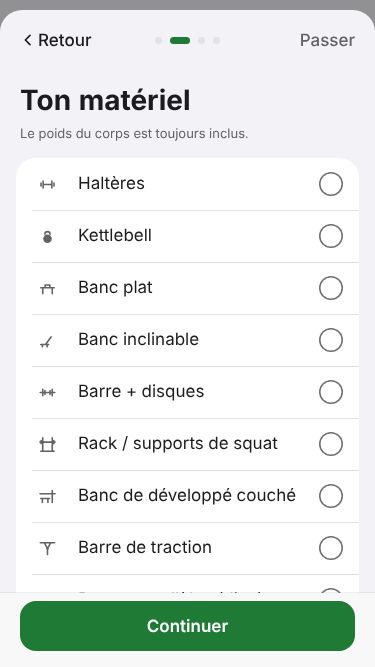 Retour
Passer
Ton matériel
Le poids du corps est toujours inclus.
Haltères
Kettlebell
Banc plat
Banc inclinable
Barre + disques
Rack / supports de squat
Banc de développé couché
Barre de traction
Continuer